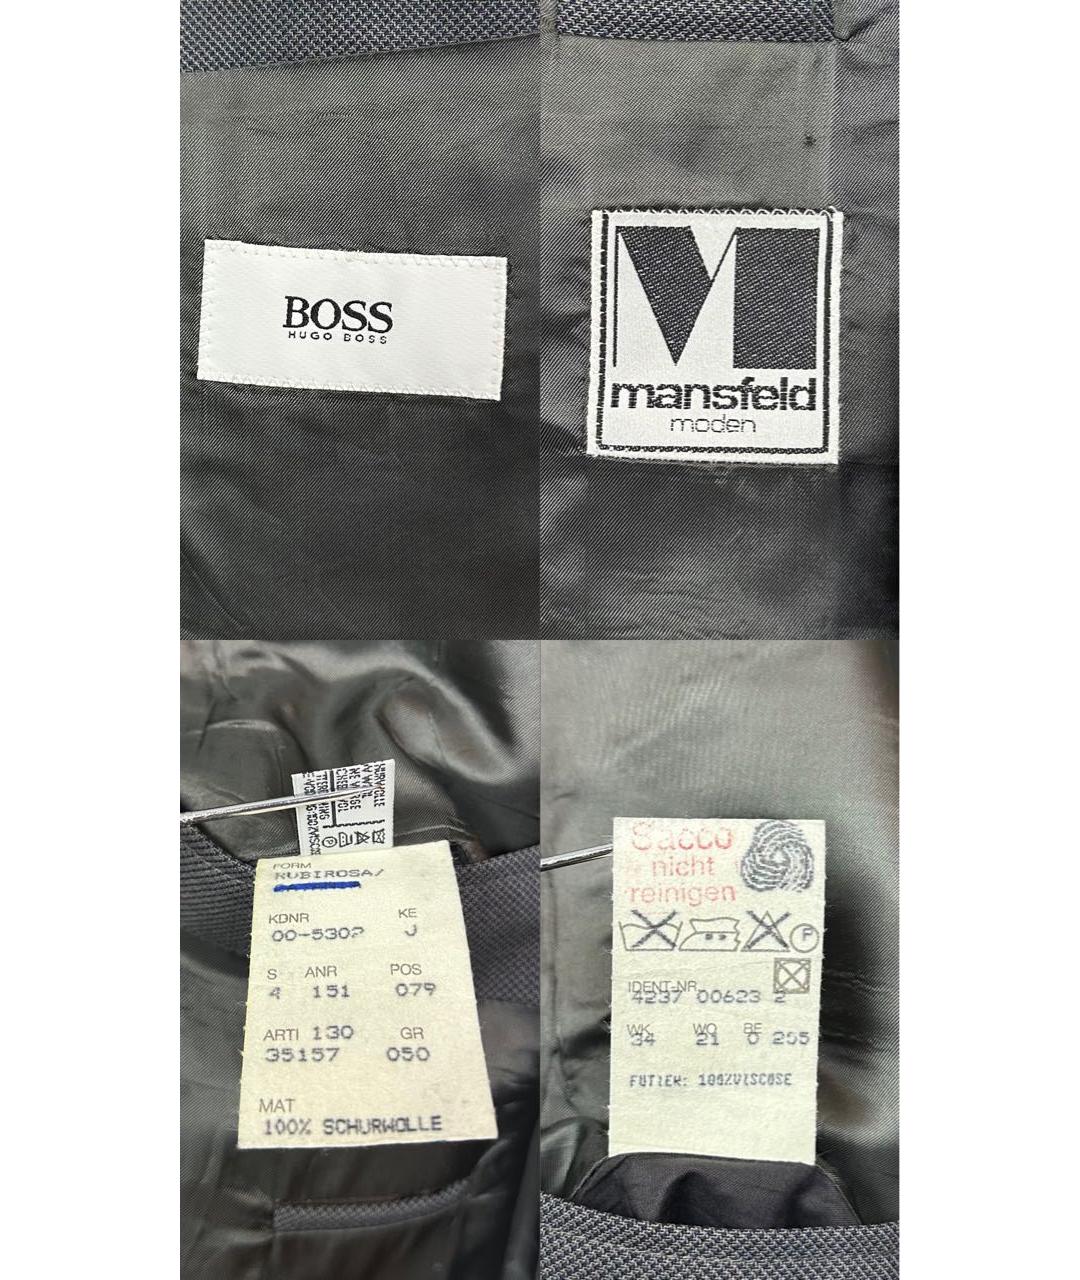 BOSS
HUGO BOSS
mansfeld
moden
FORM
RUBIROSA/
KDNR KE
00-5302 J
S ANR POS
4 151 079
ARTI 130 GR
35157 050
MAT
100% SCHURWOLLE
Sacco
nicht
reinigen
P
IDENT-NR.
4237 00623 2
WK WO BE
34 21 0 205
FUTTER: 100%VISCOSE